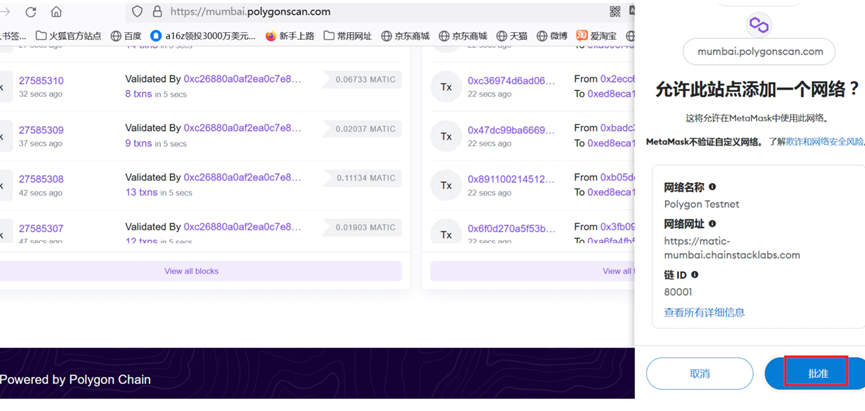 https://mumbai.polygonscan.com
书签...
火狐官方站点
百度
a16z领投3000万美元...
新手上路
常用网址
京东商城
京东商城
天猫
微博
爱淘宝
27585310
32 secs ago
Validated By 0xc26880a0af2ea0c7e8...
8 txns in 5 secs
0.06733 MATIC
27585309
37 secs ago
Validated By 0xc26880a0af2ea0c7e8...
9 txns in 5 secs
0.02037 MATIC
27585308
42 secs ago
Validated By 0xc26880a0af2ea0c7e8...
13 txns in 5 secs
0.11134 MATIC
27585307
47 secs ago
Validated By 0xc26880a0af2ea0c7e8...
12 txns in 5 secs
0.01903 MATIC
View all blocks
22 secs ago
To
Tx
0xc36974d6ad06...
22 secs ago
From 0x2ecc
To 0xed8eca1
Tx
0x47dc99ba6669...
22 secs ago
From 0xbadc
To 0xed8eca1
Tx
0x891100214512...
22 secs ago
From 0xb05d
To 0xed8eca1
Tx
0x6f0d270a5f53b...
22 secs ago
From 0x3fb09
To 0xa6fa4fb5
View all
Powered by Polygon Chain
mumbai.polygonscan.com
允许此站点添加一个网络？
这将允许在MetaMask中使用此网络。
MetaMask不验证自定义网络。 了解欺诈和网络安全风险
网络名称
Polygon Testnet
网络网址
https://matic-
mumbai.chainstacklabs.com
链 ID
80001
查看所有详细信息
取消
批准